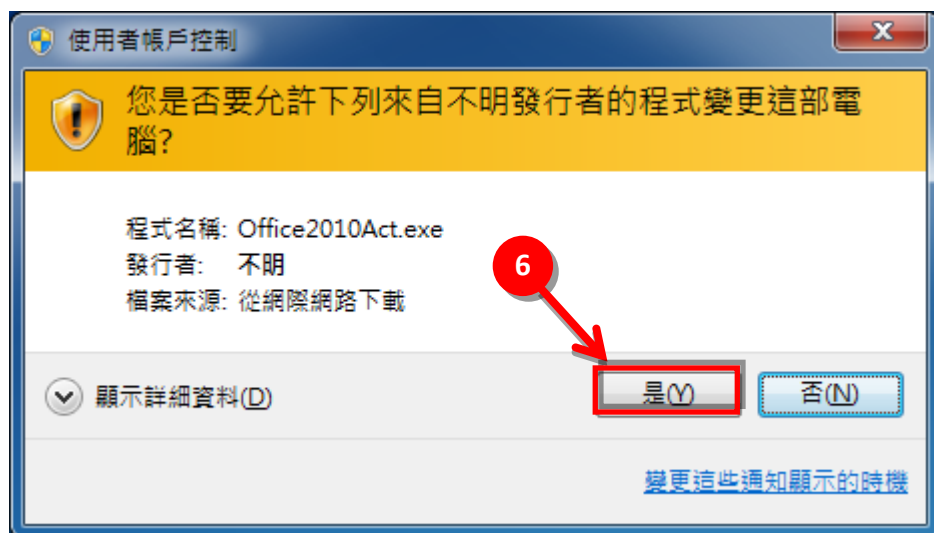 使用者帳戶控制
您是否要允許下列來自不明發行者的程式變更這部電
腦?
程式名稱: Office2010Act.exe
發行者: 不明
檔案來源: 從網際網路下載
6
顯示詳細資料(D)
是(Y)
否(N)
變更這些通知顯示的時機